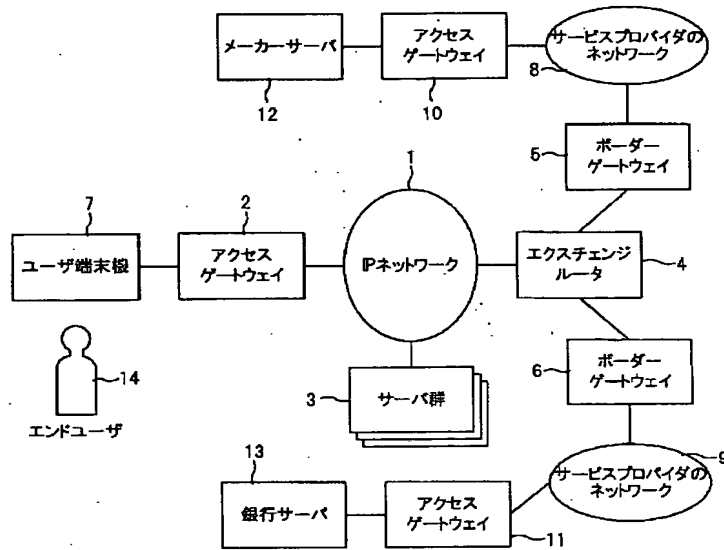 メーカーサーバ
12
アクセス
ゲートウェイ
10
サービスプロバイダの
ネットワーク
8
5
ボーダー
ゲートウェイ
7
ユーザ端末機
2
アクセス
ゲートウェイ
1
IPネットワーク
エクスチェンジ
ルータ
4
14
エンドユーザ
3
サーバ群
6
ボーダー
ゲートウェイ
13
銀行サーバ
アクセス
ゲートウェイ
11
サービスプロバイダの
ネットワーク
9